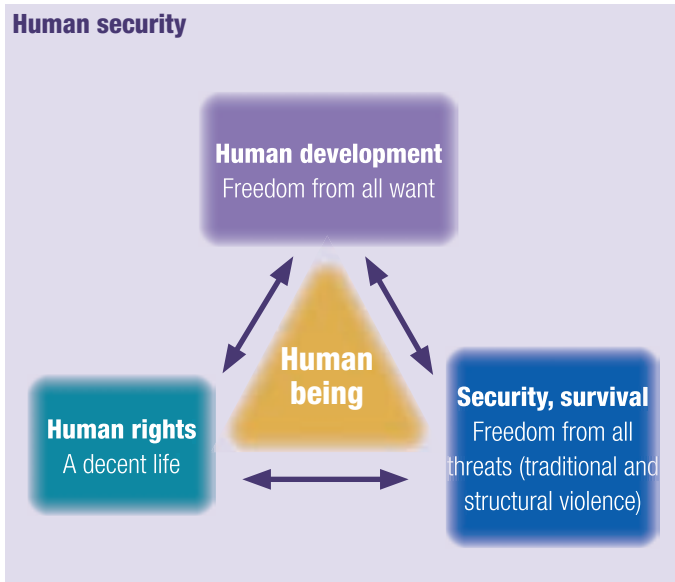 Human security
Human development
Freedom from all want
Human
being
Human rights
A decent life
Security, survival
Freedom from all
threats (traditional and
structural violence)